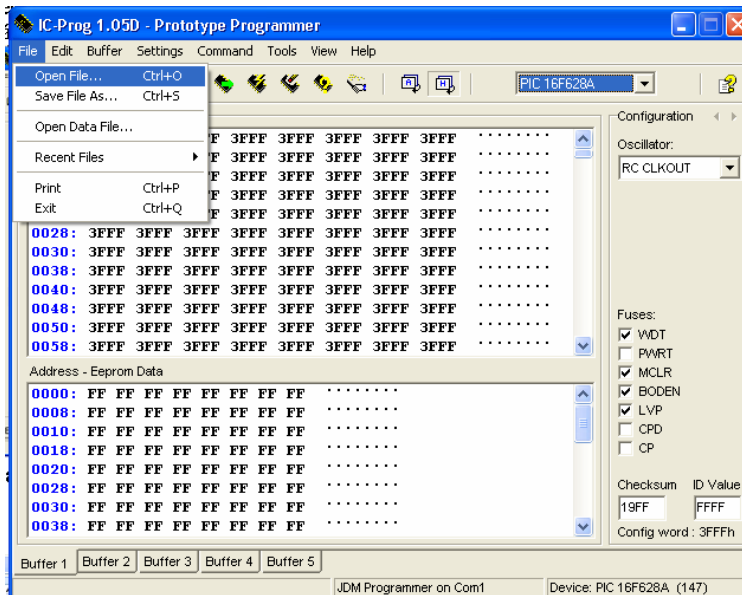 IC-Prog 1.05D - Prototype Programmer
File Edit Buffer Settings Command Tools View Help
Open File... Ctrl+O
Save File As... Ctrl+S
Open Data File...
Recent Files
Print Ctrl+P
Exit Ctrl+Q
PIC 16F628A
3FFF 3FFF 3FFF 3FFF 3FFF ········
3FFF 3FFF 3FFF 3FFF 3FFF ········
3FFF 3FFF 3FFF 3FFF 3FFF ········
3FFF 3FFF 3FFF 3FFF 3FFF ········
3FFF 3FFF 3FFF 3FFF 3FFF ········
0028: 3FFF 3FFF 3FFF 3FFF 3FFF 3FFF 3FFF 3FFF ········
0030: 3FFF 3FFF 3FFF 3FFF 3FFF 3FFF 3FFF 3FFF ········
0038: 3FFF 3FFF 3FFF 3FFF 3FFF 3FFF 3FFF 3FFF ········
0040: 3FFF 3FFF 3FFF 3FFF 3FFF 3FFF 3FFF 3FFF ········
0048: 3FFF 3FFF 3FFF 3FFF 3FFF 3FFF 3FFF 3FFF ········
0050: 3FFF 3FFF 3FFF 3FFF 3FFF 3FFF 3FFF 3FFF ········
0058: 3FFF 3FFF 3FFF 3FFF 3FFF 3FFF 3FFF 3FFF ········
Address - Eeprom Data
0000: FF FF FF FF FF FF FF FF ········
0008: FF FF FF FF FF FF FF FF ········
0010: FF FF FF FF FF FF FF FF ········
0018: FF FF FF FF FF FF FF FF ········
0020: FF FF FF FF FF FF FF FF ········
0028: FF FF FF FF FF FF FF FF ········
0030: FF FF FF FF FF FF FF FF ········
0038: FF FF FF FF FF FF FF FF ········
Configuration
Oscillator:
RC CLKOUT
Fuses:
WDT
PWRT
MCLR
BODEN
LVP
CPD
CP
Checksum ID Value
19FF FFFF
Config word : 3FFFh
Buffer 1 Buffer 2 Buffer 3 Buffer 4 Buffer 5
JDM Programmer on Com1 Device: PIC 16F628A (147)